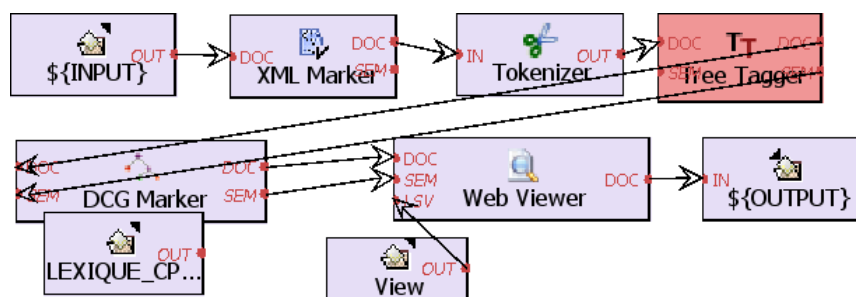 OUT
${INPUT}
DOC DOC
SEM
XML Marker
IN OUT
Tokenizer
DOC DOC
SEM SEM
Tree Tagger
DOC DOC
SEM SEM
DCG Marker
OUT
LEXIQUE_CP...
DOC
SEM DOC
LSV
Web Viewer
OUT
View
IN
${OUTPUT}